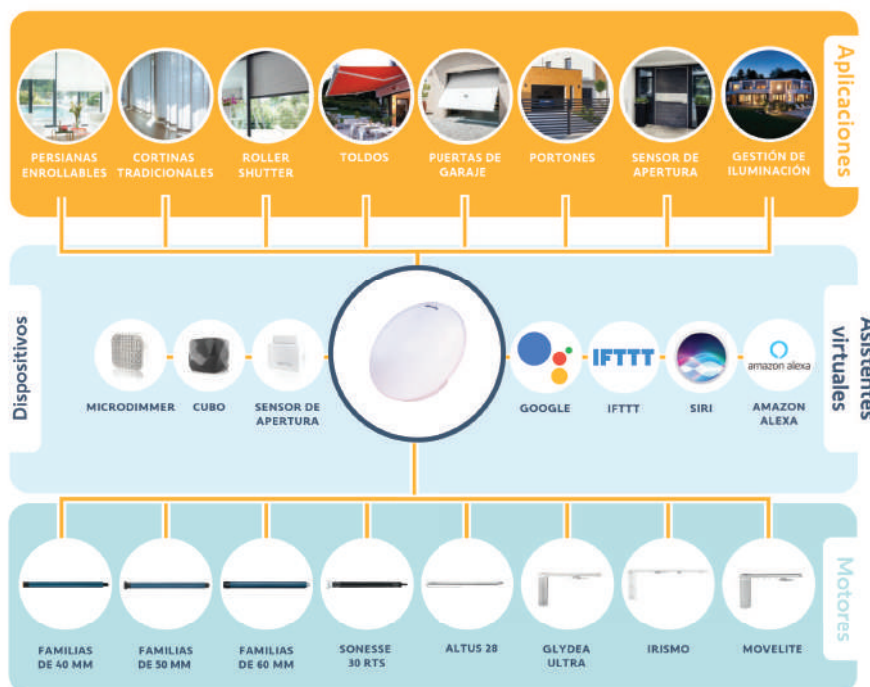 Aplicaciones
PERSIANAS
ENROLLABLES
CORTINAS
TRADICIONALES
ROLLER
SHUTTER
TOLDOS
PUERTAS DE
GARAJE
PORTONES
SENSOR DE
APERTURA
GESTIÓN DE
ILUMINACIÓN
Dispositivos
MICRODIMMER
CUBO
SENSOR DE
APERTURA
GOOGLE
IFTTT
IFTTT
SIRI
amazon alexa
AMAZON
ALEXA
Asistentes
virtuales
Motores
FAMILIAS
DE 40 MM
FAMILIAS
DE 50 MM
FAMILIAS
DE 60 MM
SONESSE
30 RTS
ALTUS 28
GLYDEA
ULTRA
IRISMO
MOVELITE